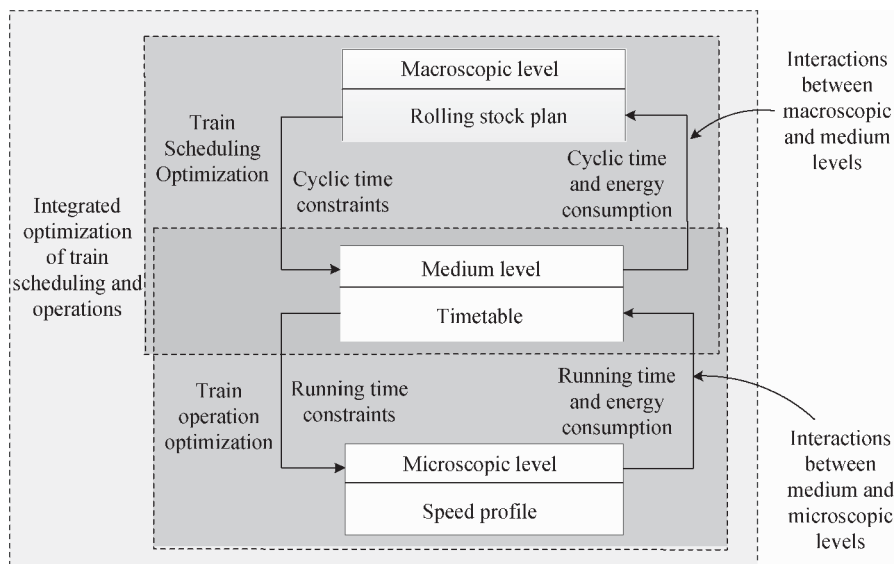 Macroscopic level
Rolling stock plan
Interactions
between
macroscopic
and medium
levels
Train
Scheduling
Optimization
Cyclic time
constraints
Cyclic time
and energy
consumption
Integrated
optimization
of train
scheduling and
operations
Medium level
Timetable
Train
operation
optimization
Running time
constraints
Running time
and energy
consumption
Microscopic level
Speed profile
Interactions
between
medium and
microscopic
levels